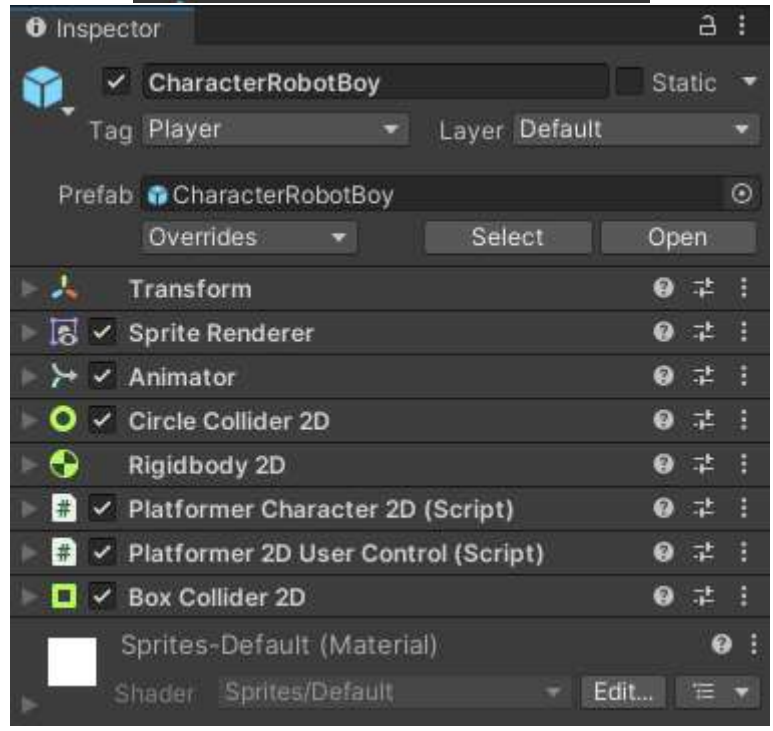 Inspector
CharacterRobotBoy Static
Tag Player Layer Default
Prefab CharacterRobotBoy
Overrides Select Open
Transform
Sprite Renderer
Animator
Circle Collider 2D
Rigidbody 2D
# Platformer Character 2D (Script)
# Platformer 2D User Control (Script)
Box Collider 2D
Sprites-Default (Material)
Shader Sprites/Default Edit...